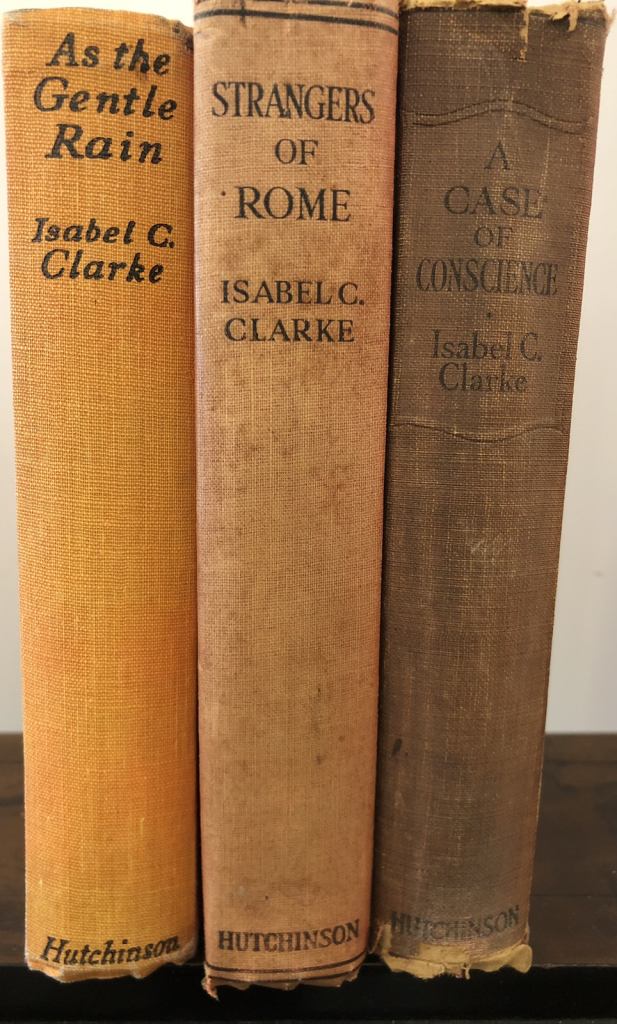 As the
Gentle
Rain
Isabel C.
Clarke
Hutchinson
STRANGERS
OF
ROME
ISABEL C.
CLARKE
HUTCHINSON
A
CASE
OF
CONSCIENCE
Isabel C.
Clarke
HUTCHINSON